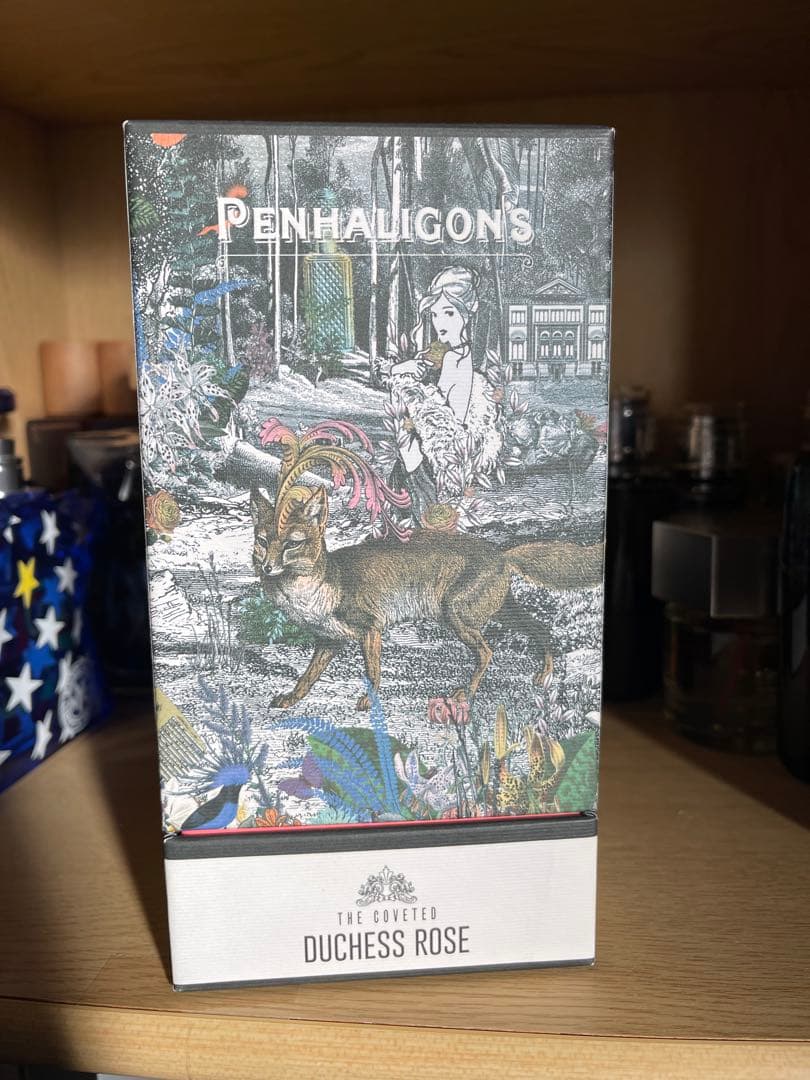 PENHALIGON'S
THE COVETED
DUCHESS ROSE